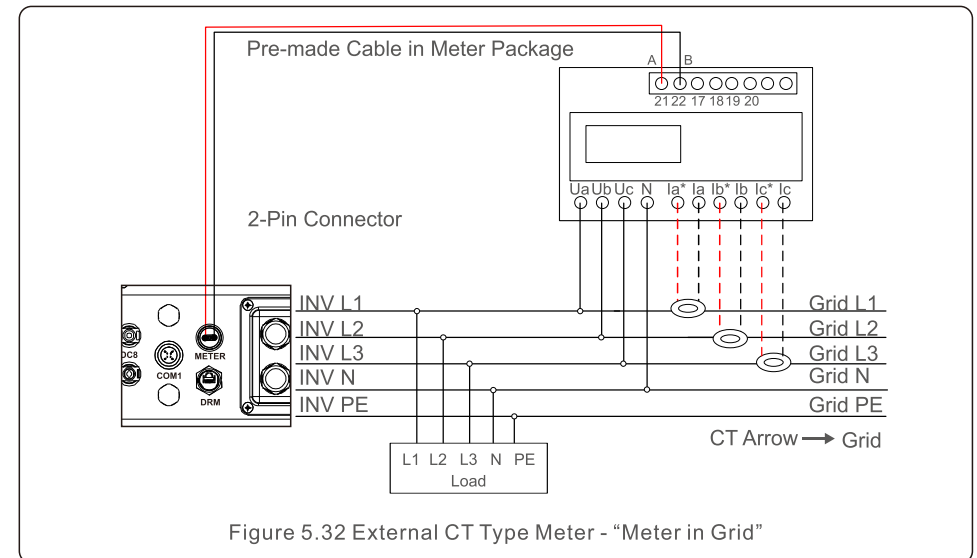 Pre-made Cable in Meter Package
A B
21 22 17 18 19 20
Ua Ub Uc N Ia* Ia Ib* Ib Ic* Ic
2-Pin Connector
INV L1 Grid L1
INV L2 Grid L2
INV L3 Grid L3
INV N Grid N
INV PE Grid PE
DC8
COM1
METER
DRM
CT Arrow → Grid
L1 L2 L3 N PE
Load
Figure 5.32 External CT Type Meter - “Meter in Grid”